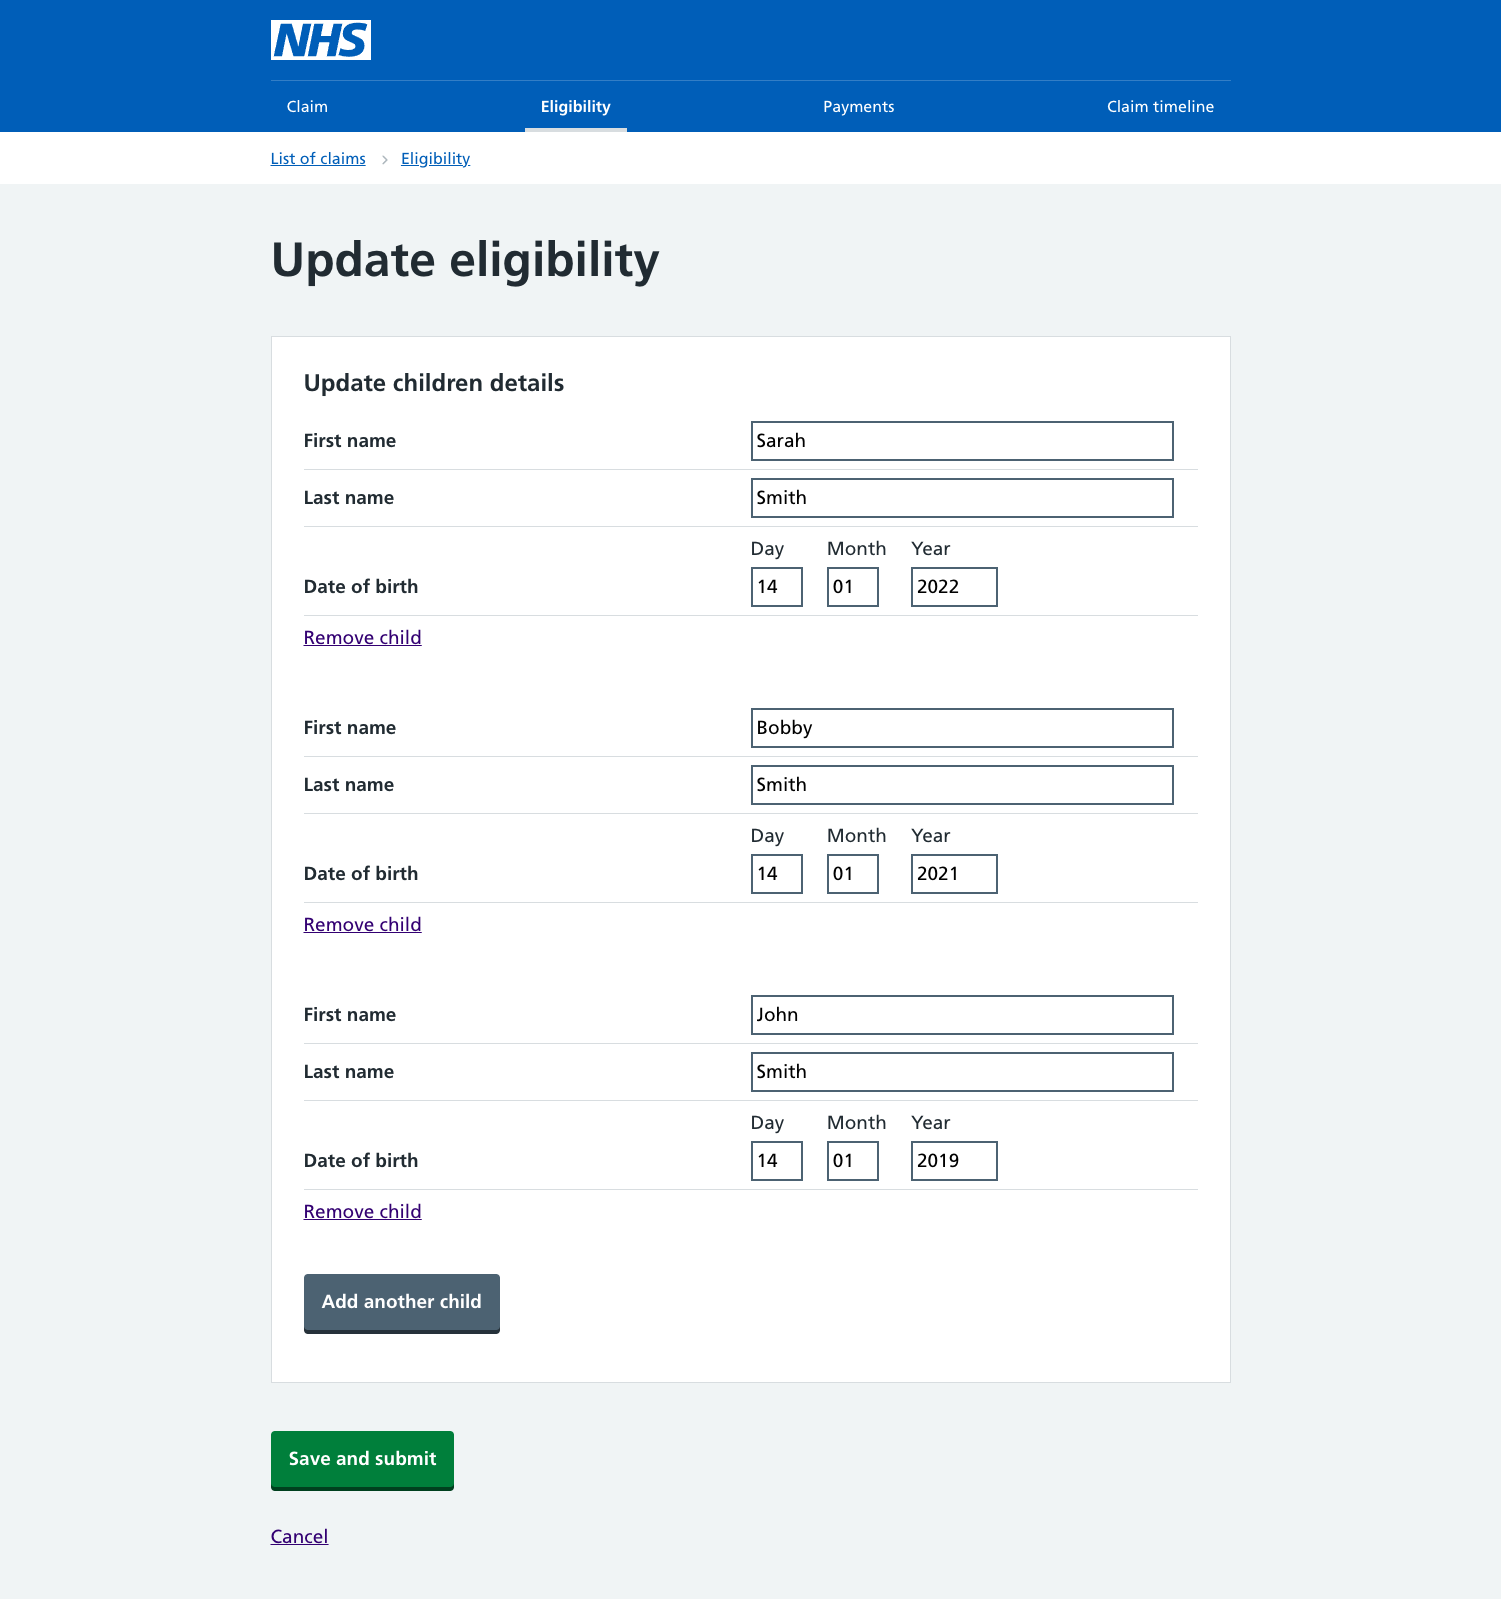 NHS
Claim Eligibility Payments Claim timeline
List of claims > Eligibility
Update eligibility
Update children details
First name Sarah
Last name Smith
Day Month Year
Date of birth 14 01 2022
Remove child
First name Bobby
Last name Smith
Day Month Year
Date of birth 14 01 2021
Remove child
First name John
Last name Smith
Day Month Year
Date of birth 14 01 2019
Remove child
Add another child
Save and submit
Cancel